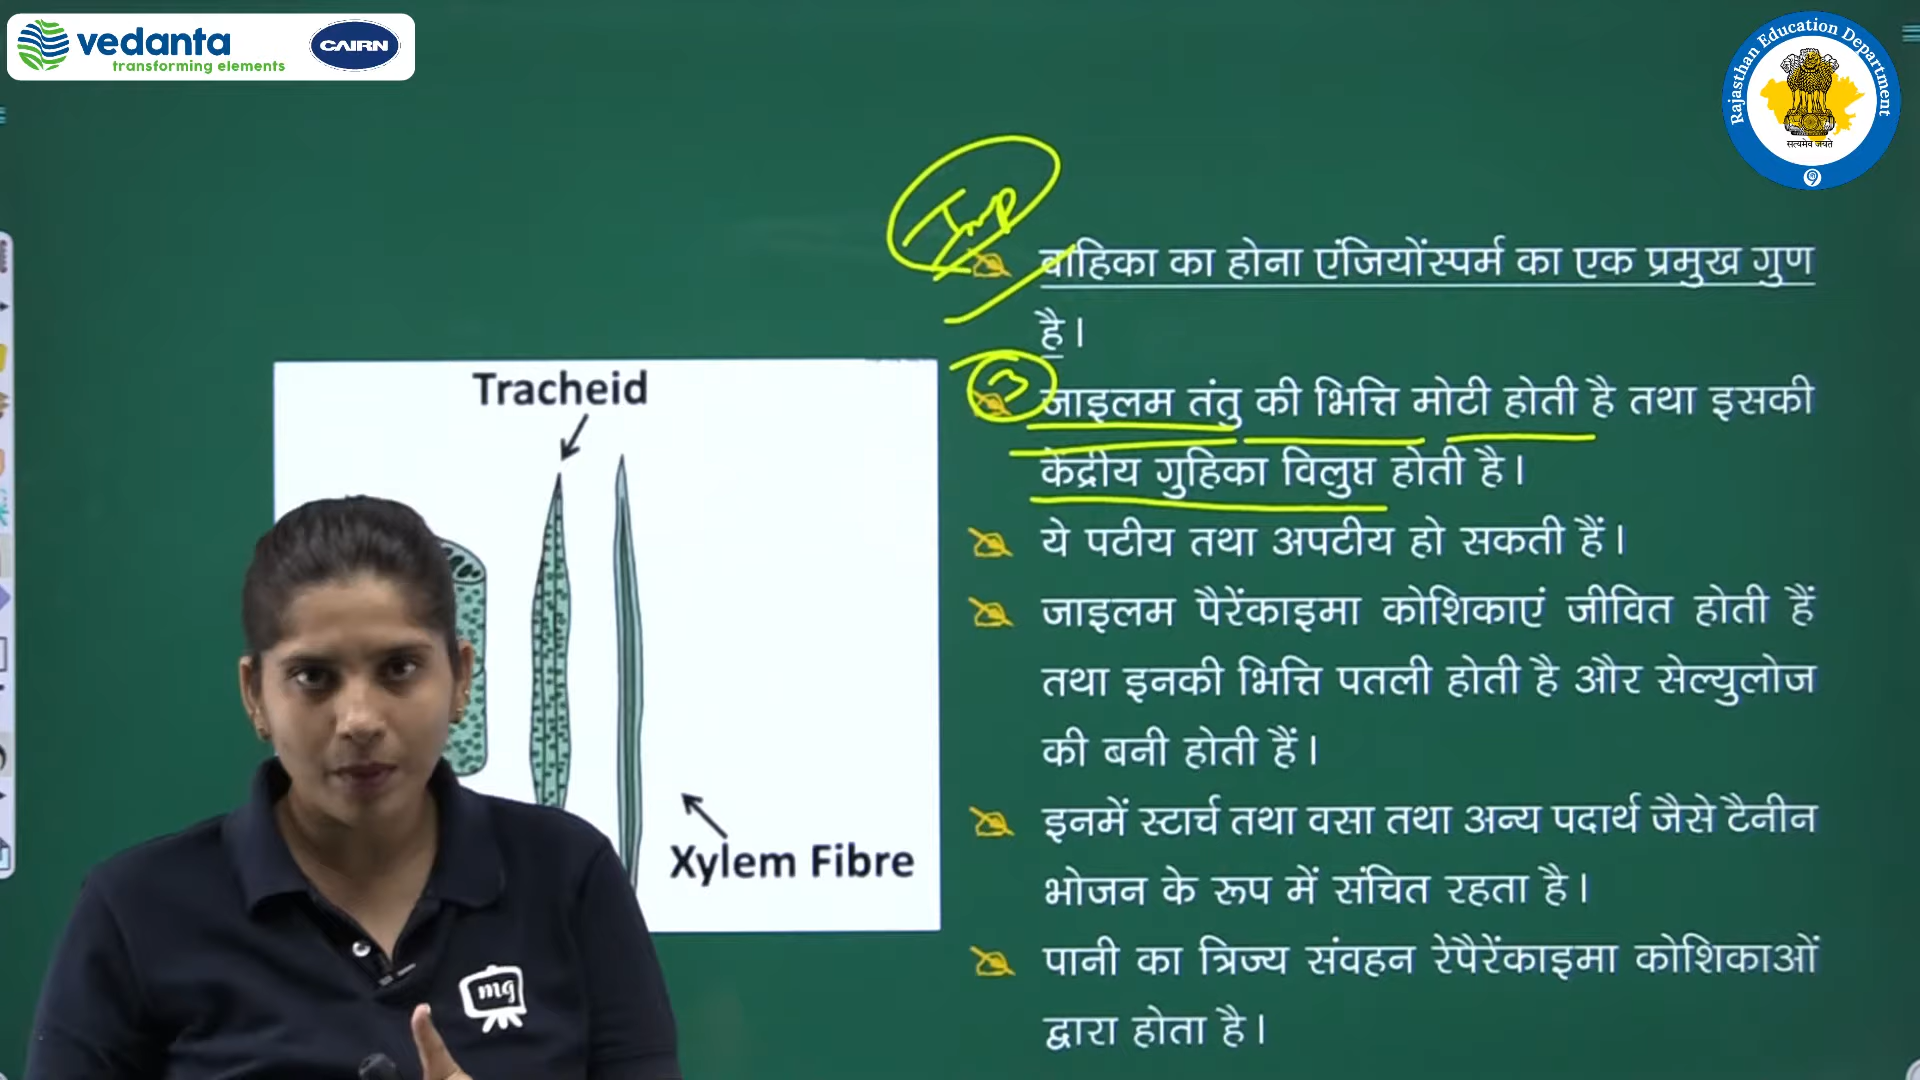 vedanta
transforming elements
CAIRN
Rajasthan Education Department
सत्यमेव जयते
Imp
वाहिका का होना एंजियोंस्पर्म का एक प्रमुख गुण
है।
3
जाइलम तंतु की भित्ति मोटी होती है तथा इसकी
केंद्रीय गुहिका विलुप्त होती है।
ये पटीय तथा अपटीय हो सकती हैं।
जाइलम पैरेंकाइमा कोशिकाएं जीवित होती हैं
तथा इनकी भित्ति पतली होती है और सेल्युलोज
की बनी होती हैं।
इनमें स्टार्च तथा वसा तथा अन्य पदार्थ जैसे टैनीन
भोजन के रूप में संचित रहता है।
पानी का त्रिज्य संवहन रेपैरेंकाइमा कोशिकाओं
द्वारा होता है।
Tracheid
Xylem Fibre
mg